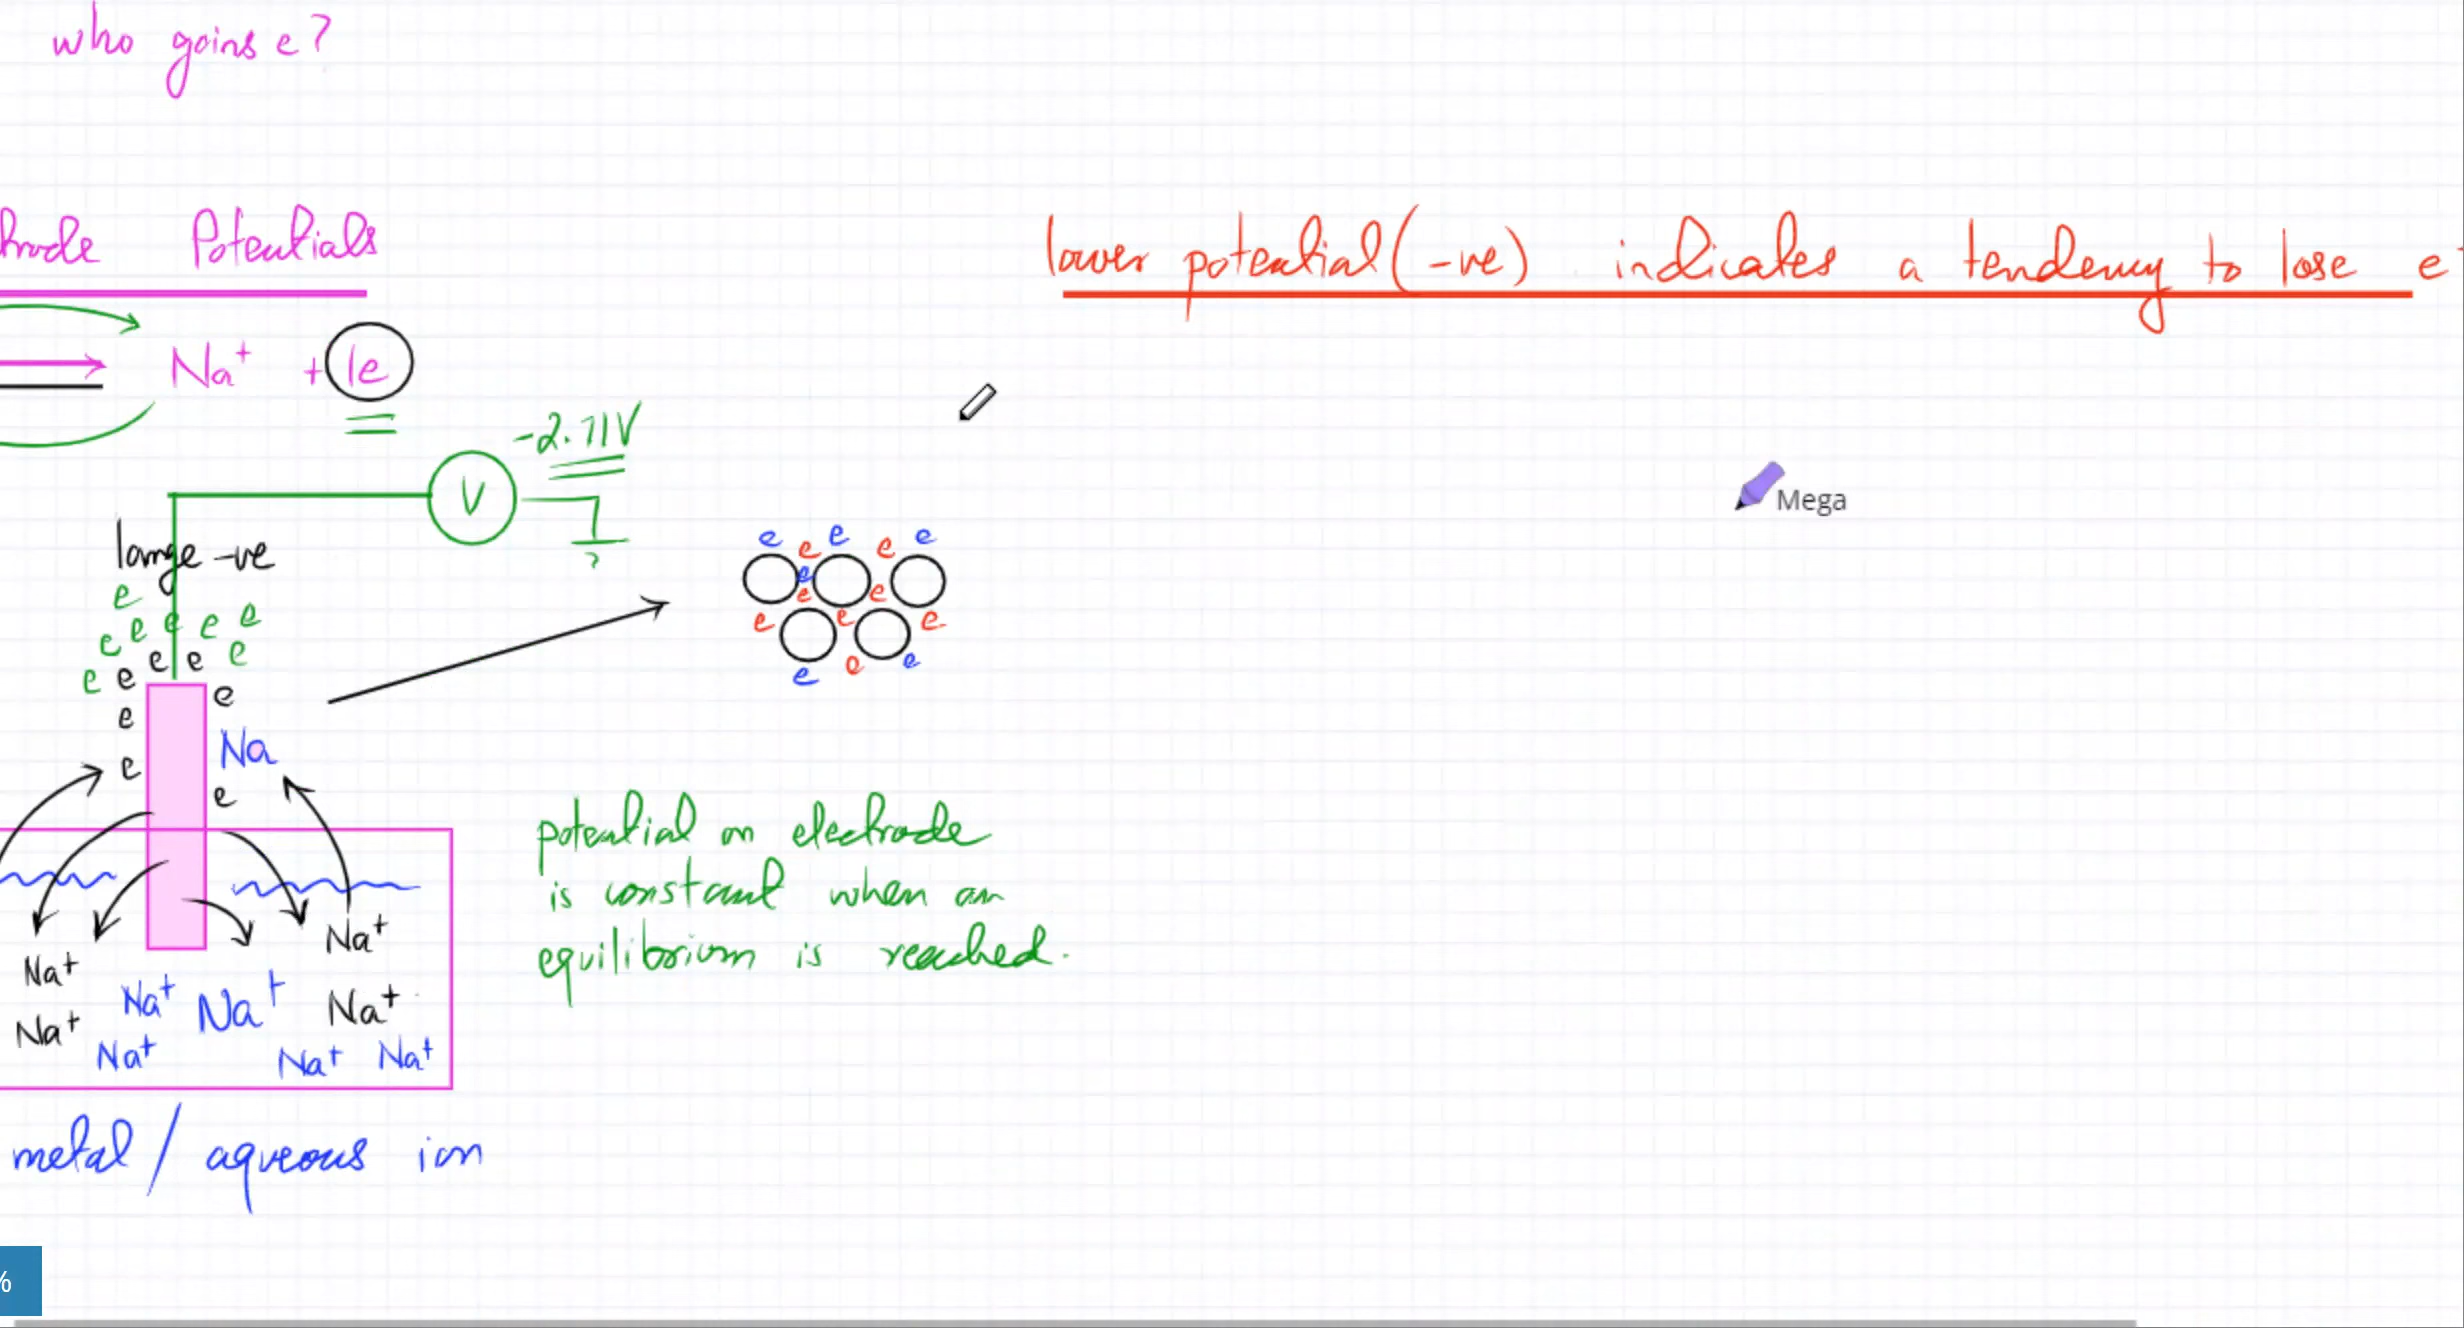 who gains e?
trode Potentials
lower potential (-ve) indicates a tendency to lose e-
Na+ + 1e
-2.71V
V
?
large -ve
e e e e e
e
e e e e e e
e e e e
e e e e
e e e
e e e
e e e e e
e e
e Na
e e
e
potential on electrode
is constant when an
equilibrium is reached.
Na+ Na+
Na+ Na+ Na+
Na+ Na+ Na+ Na+
metal / aqueous ion
Mega
%